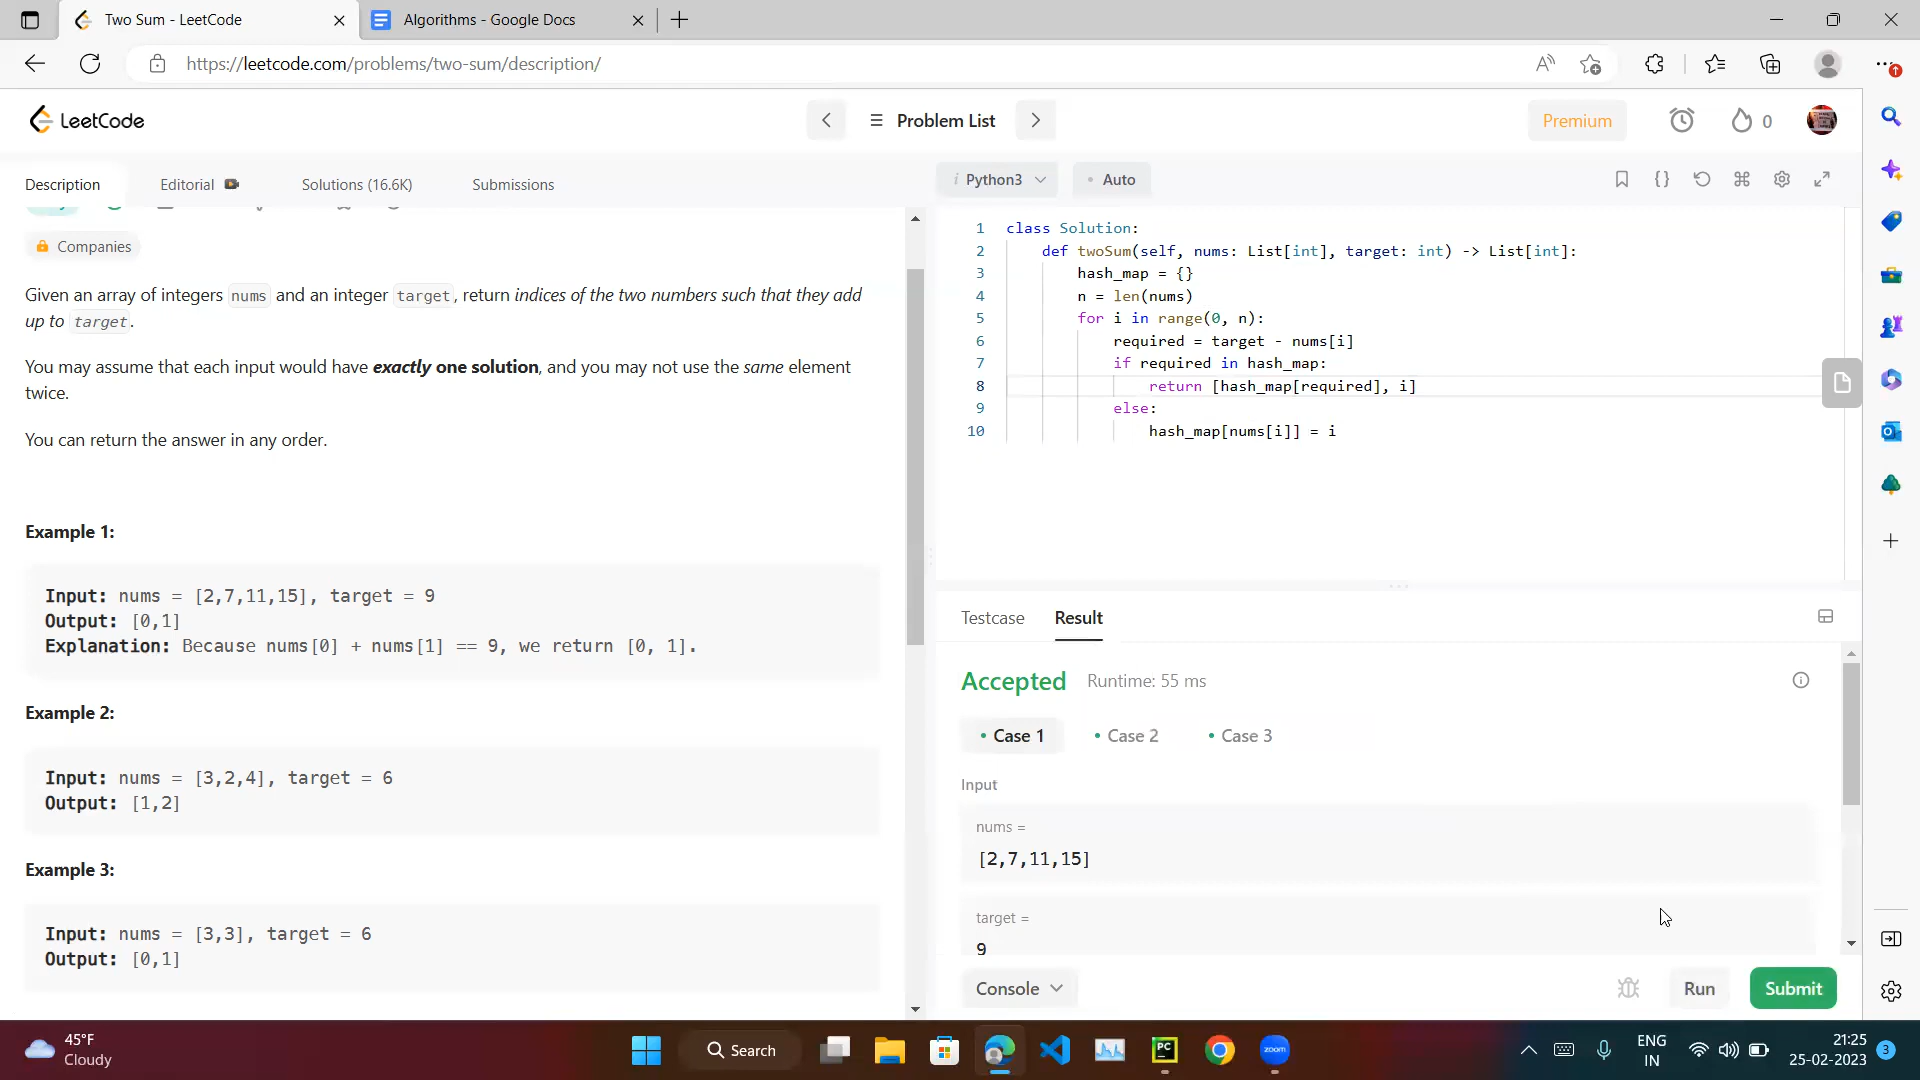 Two Sum - LeetCode
Algorithms - Google Docs
https://leetcode.com/problems/two-sum/description/
LeetCode
Problem List
Premium
0
Description
Editorial
Solutions (16.6K)
Submissions
Companies
Given an array of integers nums and an integer target, return indices of the two numbers such that they add
up to target.
You may assume that each input would have exactly one solution, and you may not use the same element
twice.
You can return the answer in any order.
Example 1:
Input: nums = [2,7,11,15], target = 9
Output: [0,1]
Explanation: Because nums[0] + nums[1] == 9, we return [0, 1].
Example 2:
Input: nums = [3,2,4], target = 6
Output: [1,2]
Example 3:
Input: nums = [3,3], target = 6
Output: [0,1]
i Python3
Auto
1 class Solution:
2 def twoSum(self, nums: List[int], target: int) -> List[int]:
3 hash_map = {}
4 n = len(nums)
5 for i in range(0, n):
6 required = target - nums[i]
7 if required in hash_map:
8 return [hash_map[required], i]
9 else:
10 hash_map[nums[i]] = i
Testcase
Result
Accepted
Runtime: 55 ms
Case 1
Case 2
Case 3
Input
nums =
[2,7,11,15]
target =
9
Console
Run
Submit
45°F
Cloudy
Search
PC
zoom
ENG
IN
21:25
25-02-2023
3